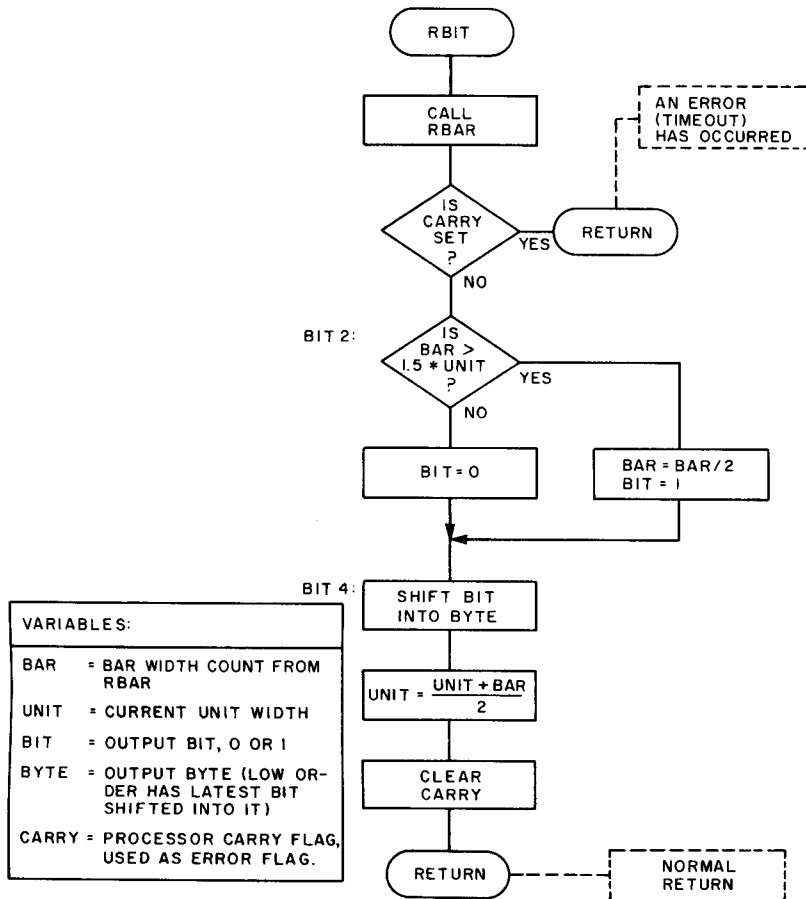 RBIT
CALL
RBAR
AN ERROR
(TIMEOUT)
HAS OCCURRED
IS
CARRY
SET
?
YES
RETURN
NO
BIT 2:
IS
BAR >
1.5 * UNIT
?
YES
NO
BIT = 0
BAR = BAR/2
BIT = 1
BIT 4:
SHIFT BIT
INTO BYTE
UNIT = UNIT + BAR
2
CLEAR
CARRY
RETURN
NORMAL
RETURN
VARIABLES:
BAR = BAR WIDTH COUNT FROM
RBAR
UNIT = CURRENT UNIT WIDTH
BIT = OUTPUT BIT, 0 OR 1
BYTE = OUTPUT BYTE (LOW OR-
DER HAS LATEST BIT
SHIFTED INTO IT)
CARRY = PROCESSOR CARRY FLAG,
USED AS ERROR FLAG.